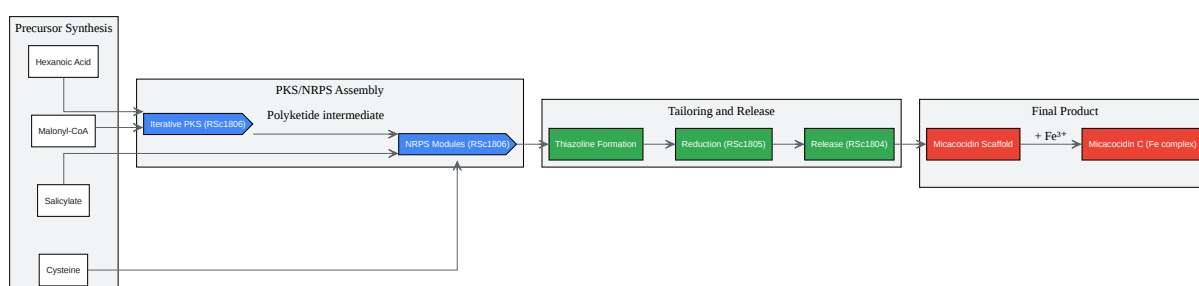 Precursor Synthesis
Hexanoic Acid
Malonyl-CoA
Salicylate
Cysteine
PKS/NRPS Assembly
Iterative PKS (RSc1806)
Polyketide intermediate
NRPS Modules (RSc1806)
Tailoring and Release
Thiazoline Formation
Reduction (RSc1805)
Release (RSc1804)
Final Product
Micacocidin Scaffold
+ Fe³⁺
Micacocidin C (Fe complex)